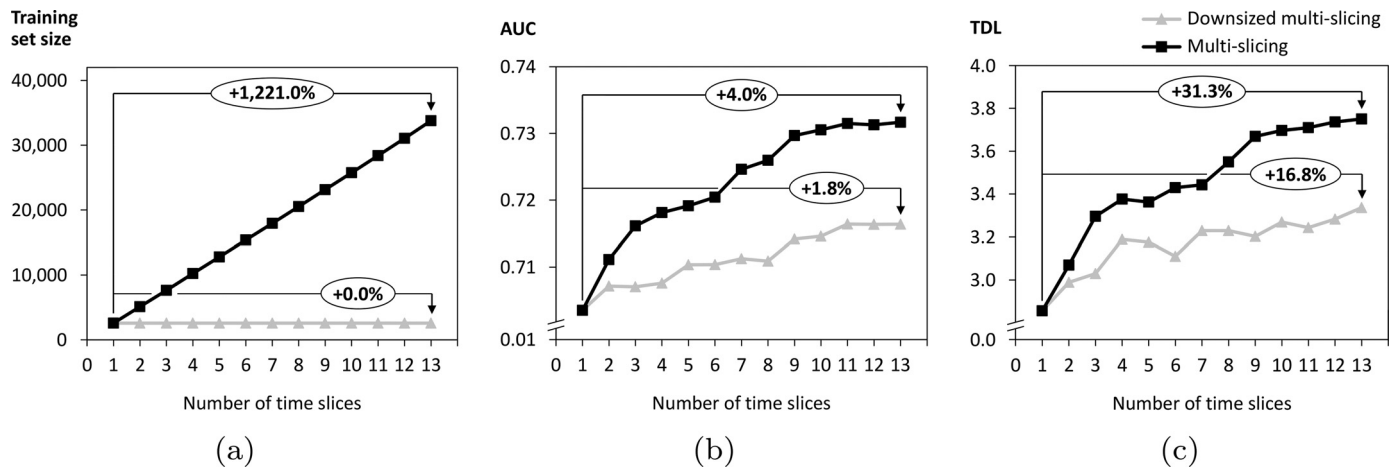 Training
set size
40,000
30,000
20,000
10,000
0
+1,221.0%
+0.0%
0 1 2 3 4 5 6 7 8 9 10 11 12 13
Number of time slices
(a)
AUC
0.74
0.73
0.72
0.71
0.01
+4.0%
+1.8%
0 1 2 3 4 5 6 7 8 9 10 11 12 13
Number of time slices
(b)
TDL
Downsized multi-slicing
Multi-slicing
4.0
3.8
3.6
3.4
3.2
3.0
0.0
+31.3%
+16.8%
0 1 2 3 4 5 6 7 8 9 10 11 12 13
Number of time slices
(c)